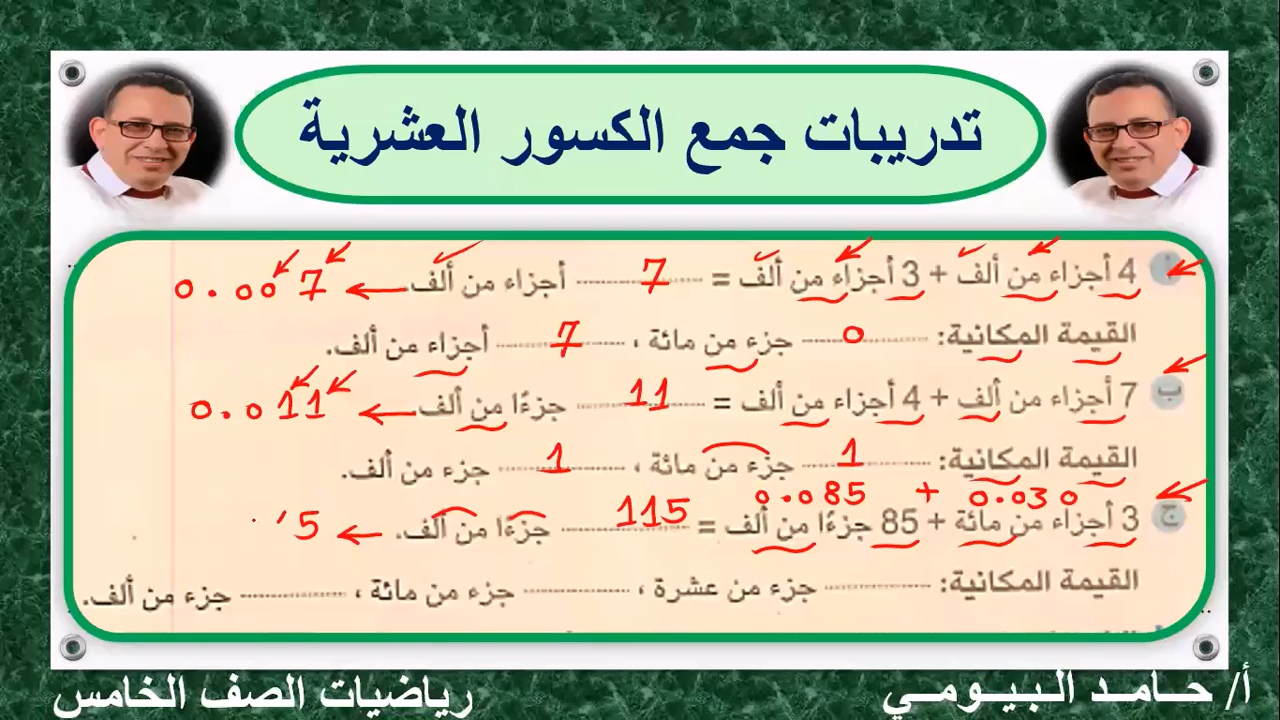 تدريبات جمع الكسور العشرية
أ 4 أجزاء من ألف + 3 أجزاء من ألف = 7 أجزاء من ألف ← 0.007
القيمة المكانية: 0 جزء من مائة ، 7 أجزاء من ألف.
ب 7 أجزاء من ألف + 4 أجزاء من ألف = 11 جزءًا من ألف ← 0.011
القيمة المكانية: 1 جزء من مائة ، 1 جزء من ألف.
0.030 + 0.085
ج 3 أجزاء من مائة + 85 جزءًا من ألف = 115 جزءًا من ألف. ← 5
القيمة المكانية: ........ جزء من عشرة ، ........ جزء من مائة ، ........ جزء من ألف.
أ/ حـامـد الـبـيـومـي
رياضيات الصف الخامس